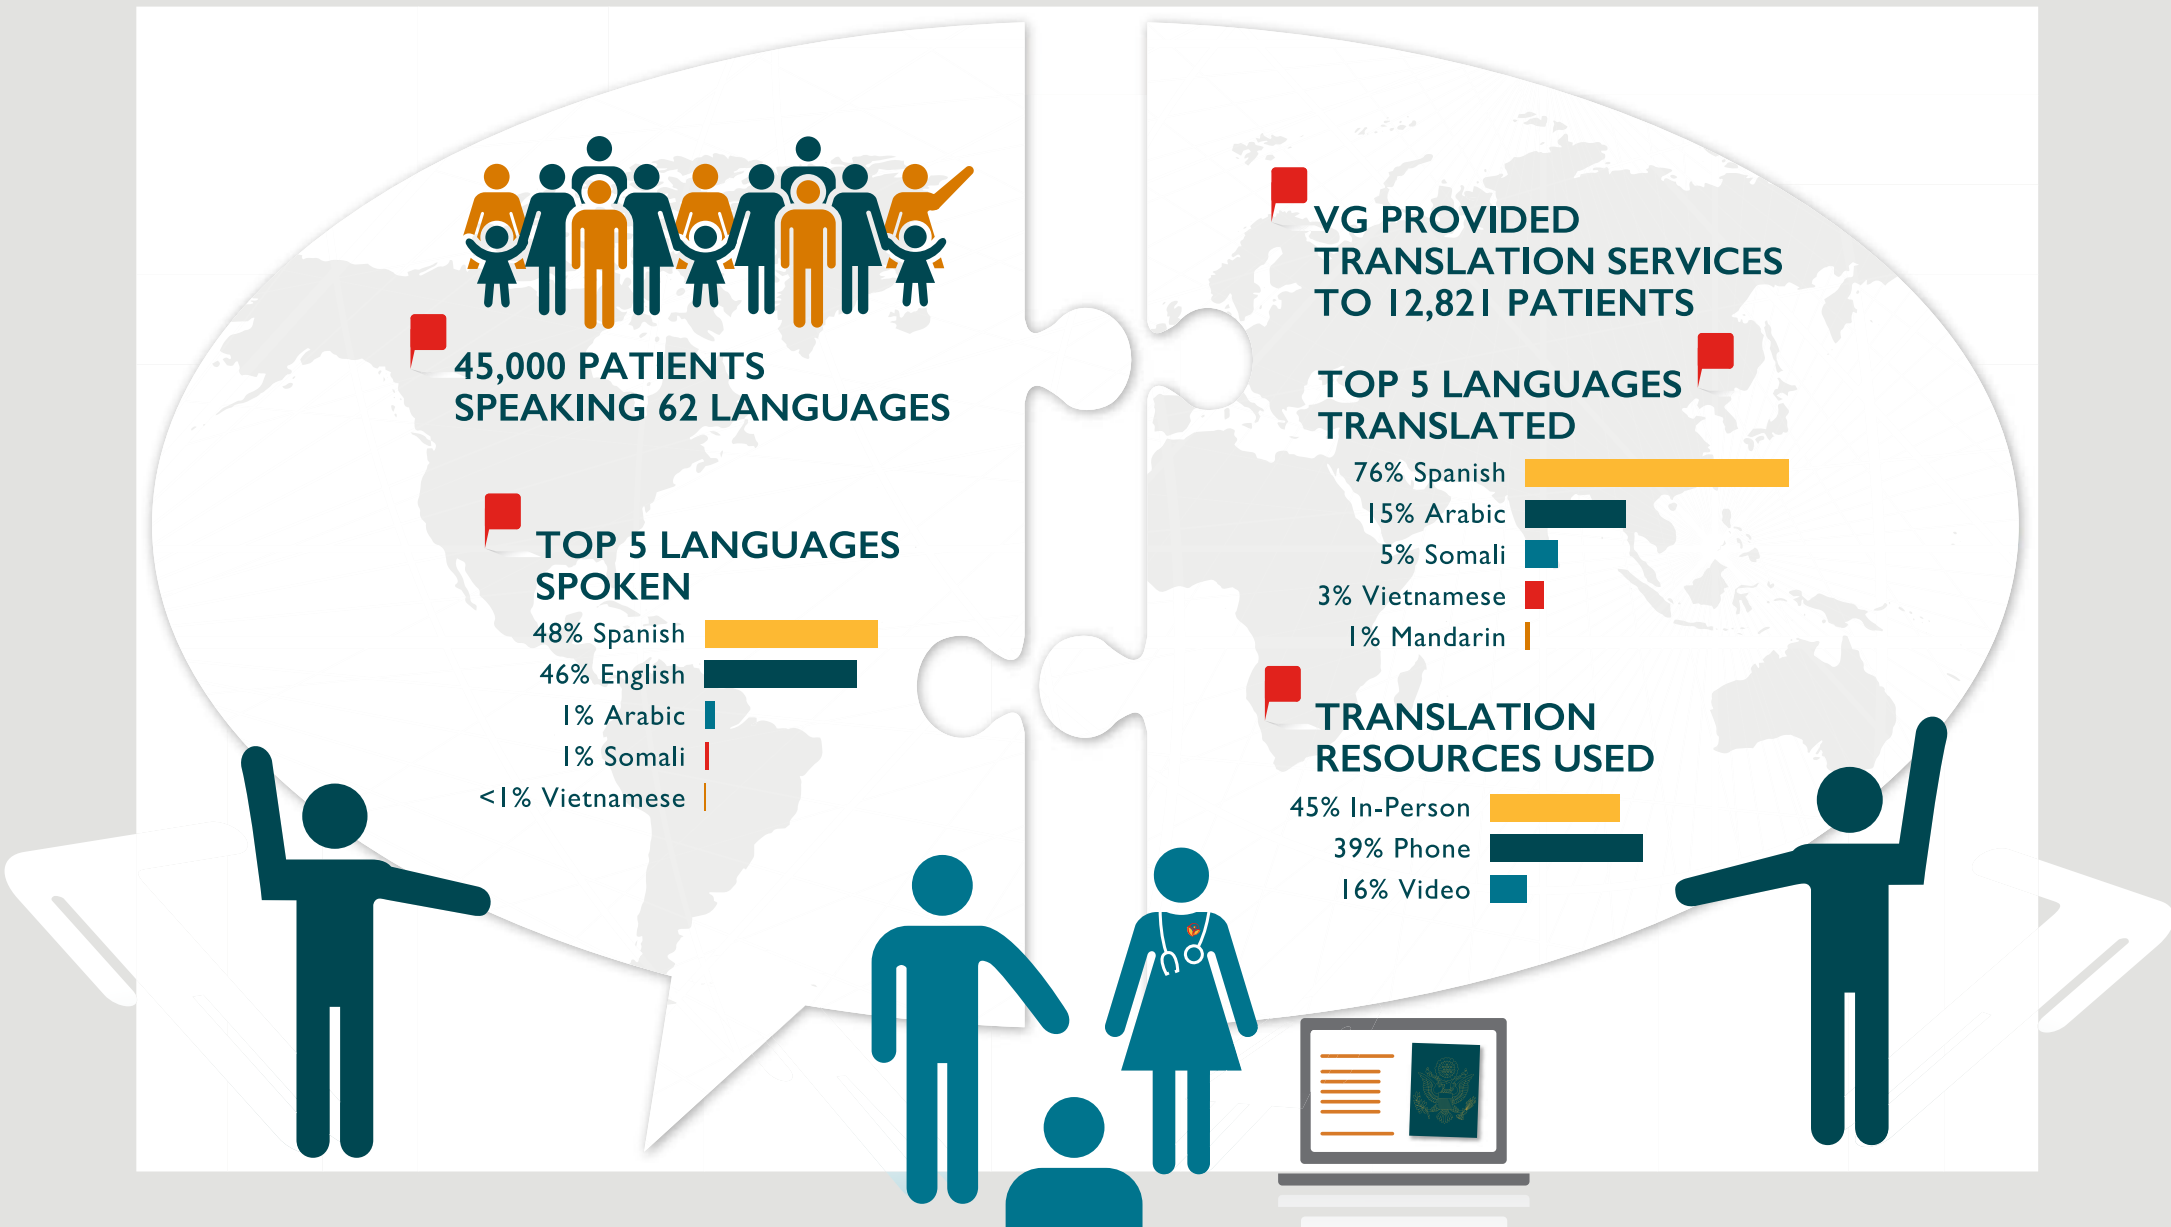 45,000 PATIENTS
SPEAKING 62 LANGUAGES
TOP 5 LANGUAGES
SPOKEN
48% Spanish
46% English
1% Arabic
1% Somali
<1% Vietnamese
VG PROVIDED
TRANSLATION SERVICES
TO 12,821 PATIENTS
TOP 5 LANGUAGES
TRANSLATED
76% Spanish
15% Arabic
5% Somali
3% Vietnamese
1% Mandarin
TRANSLATION
RESOURCES USED
45% In-Person
39% Phone
16% Video